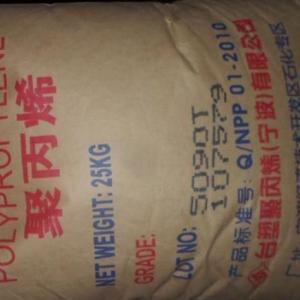 POLYPROPYLENE
聚丙烯
NET WEIGHT: 25KG
GRADE:
LOT NO: 5090T
107579
产品标准号: Q/NPP 01-2010
台塑聚丙烯(宁波)有限公司